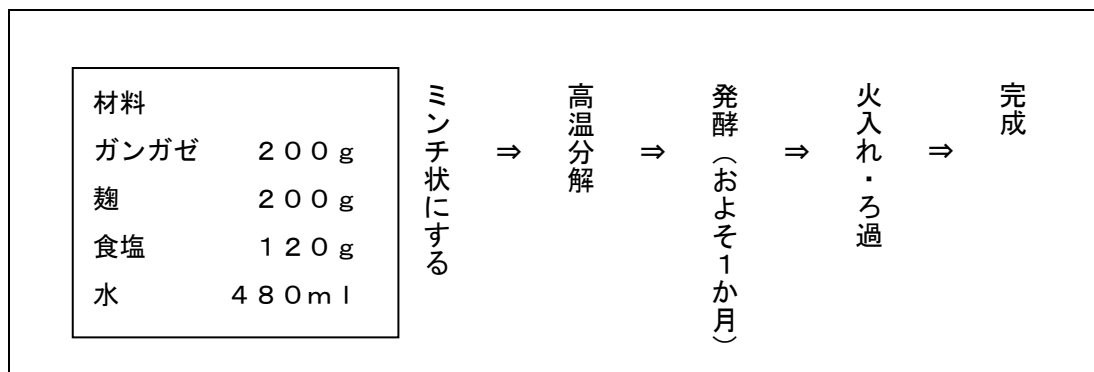 材料
ガンガゼ　　２００ｇ
麹　　　　　２００ｇ
食塩　　　　１２０ｇ
水　　　　４８０ｍｌ
ミンチ状にする
⇒
高温分解
⇒
発酵（およそ１か月）
⇒
火入れ・ろ過
⇒
完成